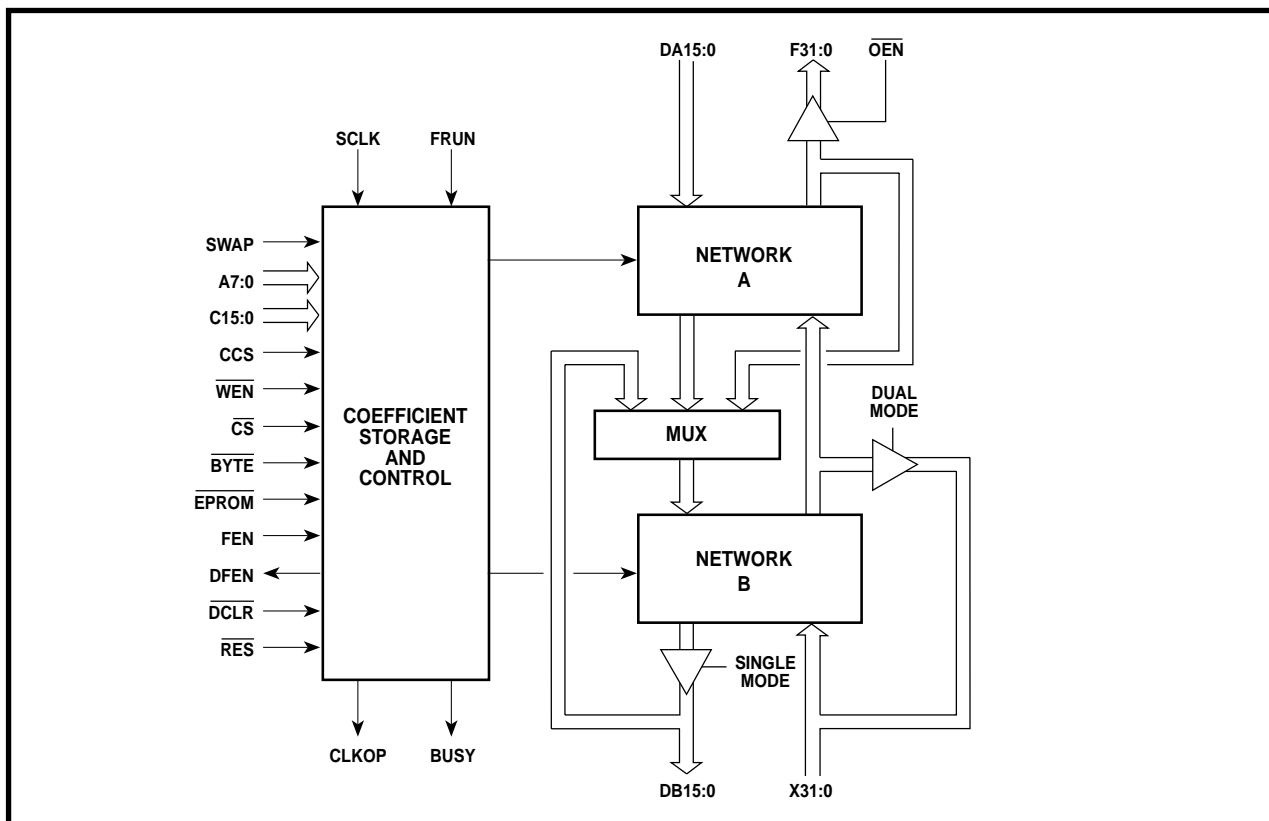 DA15:0
F31:0
OEN
SCLK
FRUN
SWAP
A7:0
C15:0
CCS
WEN
CS
BYTE
EPROM
FEN
DFEN
DCLR
RES
COEFFICIENT
STORAGE
AND
CONTROL
NETWORK
A
MUX
DUAL
MODE
NETWORK
B
SINGLE
MODE
CLKOP
BUSY
DB15:0
X31:0